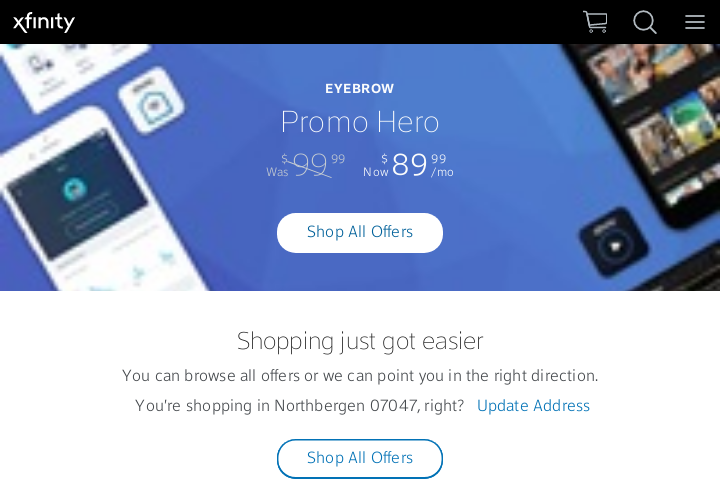 xfinity
EYEBROW
Promo Hero
Was $99.99 Now $89.99/mo
Shop All Offers
Shopping just got easier
You can browse all offers or we can point you in the right direction.
You're shopping in Northbergen 07047, right? Update Address
Shop All Offers